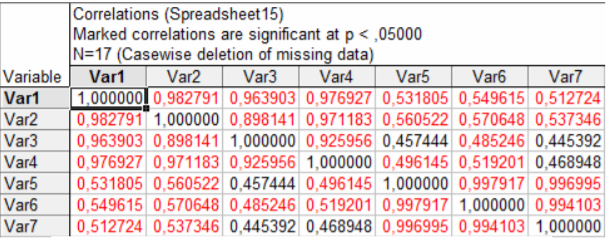 Correlations (Spreadsheet15)
Marked correlations are significant at p < ,05000
N=17 (Casewise deletion of missing data)
Variable Var1 Var2 Var3 Var4 Var5 Var6 Var7
Var1 1,000000 0,982791 0,963903 0,976927 0,531805 0,549615 0,512724
Var2 0,982791 1,000000 0,898141 0,971183 0,560522 0,570648 0,537346
Var3 0,963903 0,898141 1,000000 0,925956 0,457444 0,485246 0,445392
Var4 0,976927 0,971183 0,925956 1,000000 0,496145 0,519201 0,468948
Var5 0,531805 0,560522 0,457444 0,496145 1,000000 0,997917 0,996995
Var6 0,549615 0,570648 0,485246 0,519201 0,997917 1,000000 0,994103
Var7 0,512724 0,537346 0,445392 0,468948 0,996995 0,994103 1,000000